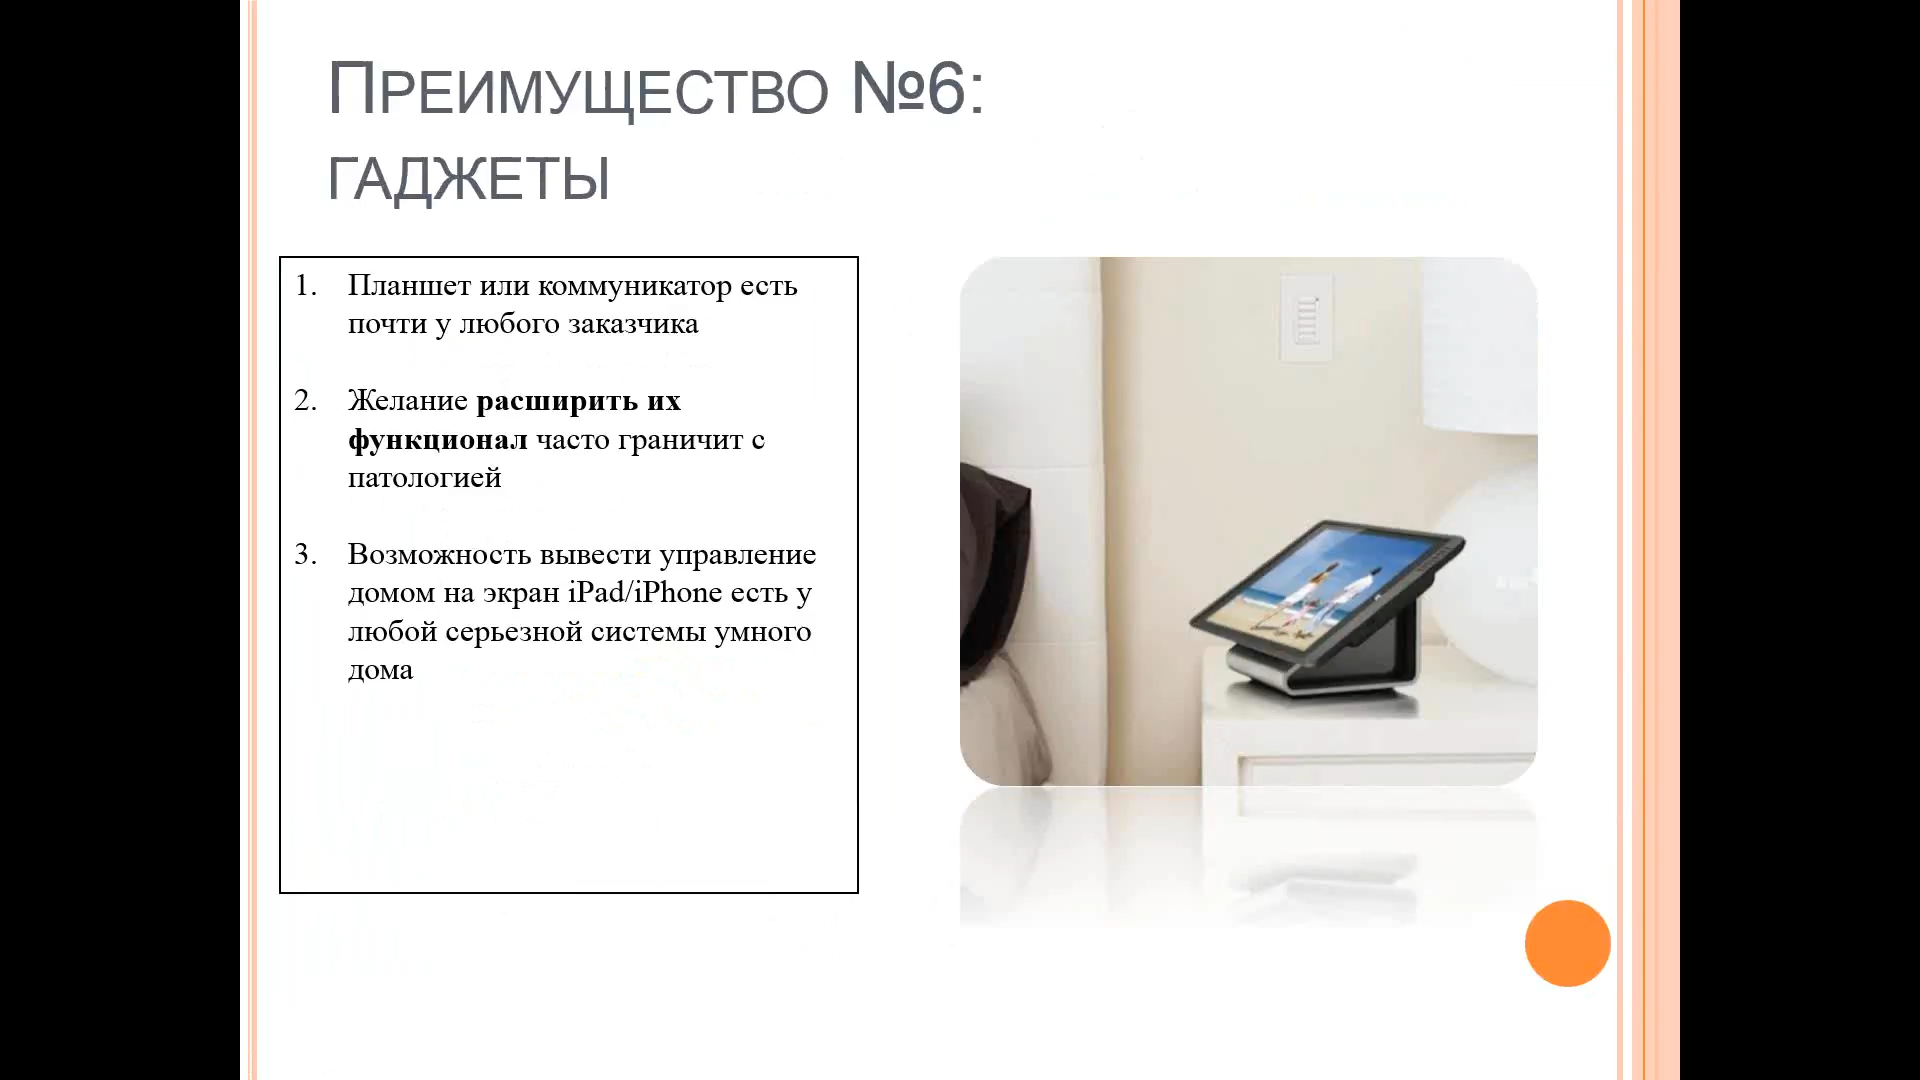 Преимущество №6:
гаджеты
1. Планшет или коммуникатор есть
почти у любого заказчика
2. Желание расширить их
функционал часто граничит с
патологией
3. Возможность вывести управление
домом на экран iPad/iPhone есть у
любой серьезной системы умного
дома